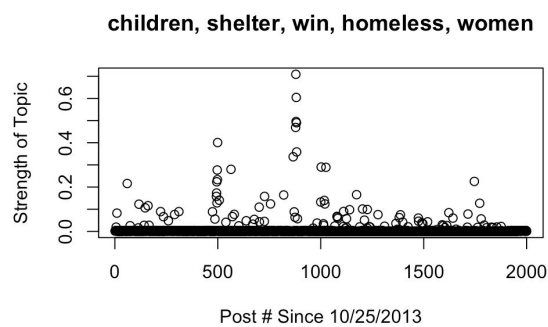 children, shelter, win, homeless, women
Strength of Topic
0.6
0.4
0.2
0.0
0 500 1000 1500 2000
Post # Since 10/25/2013